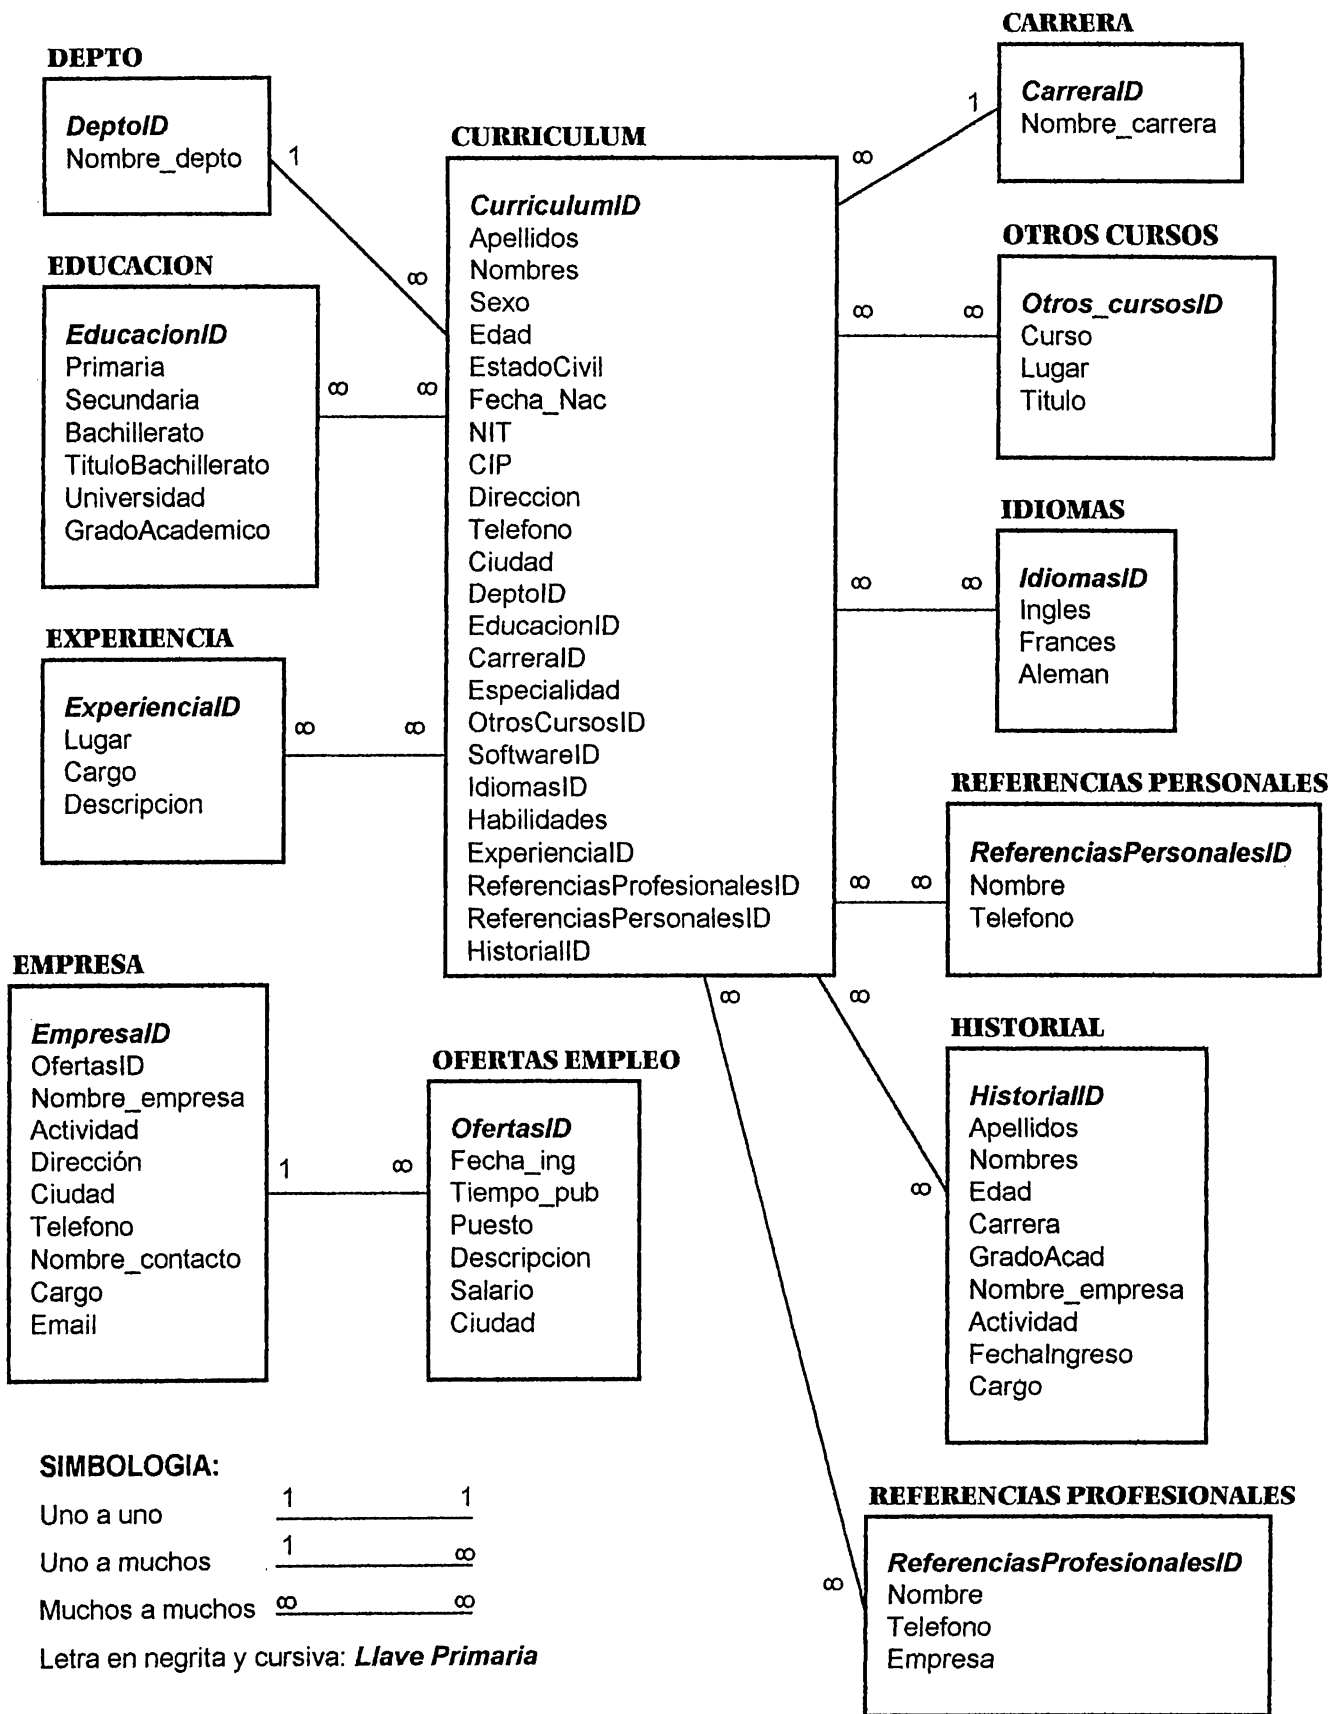 DEPTO
DeptoID
Nombre_depto
1
∞
EDUCACION
EducacionID
Primaria
Secundaria
Bachillerato
TituloBachillerato
Universidad
GradoAcademico
∞ ∞
EXPERIENCIA
ExperienciaID
Lugar
Cargo
Descripcion
∞ ∞
CURRICULUM
CurriculumID
Apellidos
Nombres
Sexo
Edad
EstadoCivil
Fecha_Nac
NIT
CIP
Direccion
Telefono
Ciudad
DeptoID
EducacionID
CarreraID
Especialidad
OtrosCursosID
SoftwareID
IdiomasID
Habilidades
ExperienciaID
ReferenciasProfesionalesID
ReferenciasPersonalesID
HistorialID
CARRERA
CarreraID
Nombre_carrera
1
∞
OTROS CURSOS
Otros_cursosID
Curso
Lugar
Titulo
∞ ∞
IDIOMAS
IdiomasID
Ingles
Frances
Aleman
∞ ∞
REFERENCIAS PERSONALES
ReferenciasPersonalesID
Nombre
Telefono
∞ ∞
∞ ∞
HISTORIAL
HistorialID
Apellidos
Nombres
Edad
Carrera
GradoAcad
Nombre_empresa
Actividad
FechaIngreso
Cargo
∞
EMPRESA
EmpresaID
OfertasID
Nombre_empresa
Actividad
Dirección
Ciudad
Telefono
Nombre_contacto
Cargo
Email
1 ∞
OFERTAS EMPLEO
OfertasID
Fecha_ing
Tiempo_pub
Puesto
Descripcion
Salario
Ciudad
REFERENCIAS PROFESIONALES
ReferenciasProfesionalesID
Nombre
Telefono
Empresa
∞
SIMBOLOGIA:
Uno a uno 1 1
Uno a muchos 1 ∞
Muchos a muchos ∞ ∞
Letra en negrita y cursiva: Llave Primaria